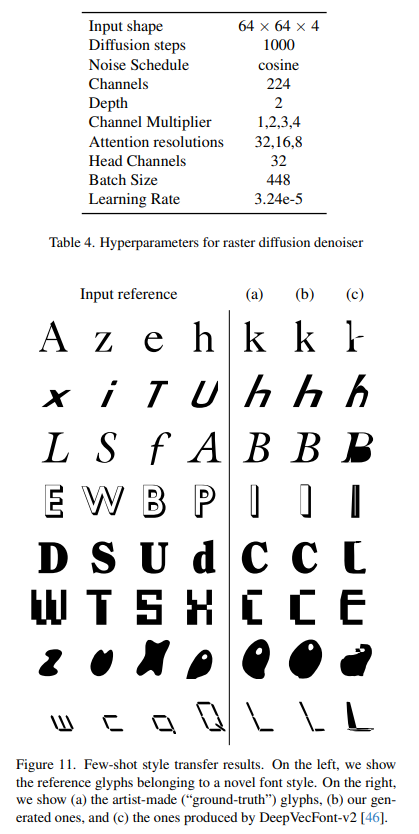 Input shape 64 × 64 × 4
Diffusion steps 1000
Noise Schedule cosine
Channels 224
Depth 2
Channel Multiplier 1,2,3,4
Attention resolutions 32,16,8
Head Channels 32
Batch Size 448
Learning Rate 3.24e-5
Table 4. Hyperparameters for raster diffusion denoiser
Input reference (a) (b) (c)
A z e h k k k
x i T U h h h
L S f A B B B
E W B P I I I
D S U d C C C
W T S X C C E
z o x a o o
w c q Q L L L
Figure 11. Few-shot style transfer results. On the left, we show
the reference glyphs belonging to a novel font style. On the right,
we show (a) the artist-made (“ground-truth”) glyphs, (b) our gen-
erated ones, and (c) the ones produced by DeepVecFont-v2 [46].